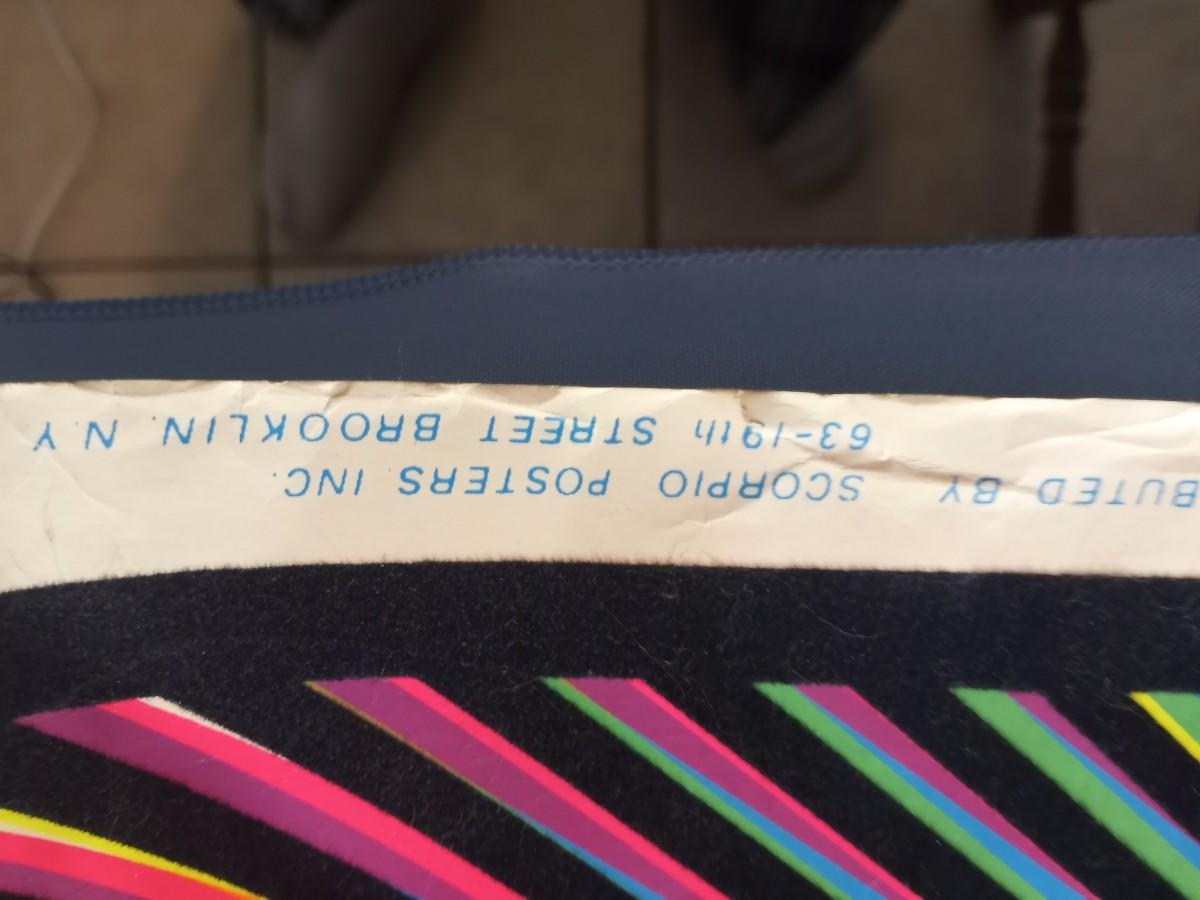 BUTED BY SCORPIO POSTERS INC.
63-19th STREET BROOKLIN. N.Y